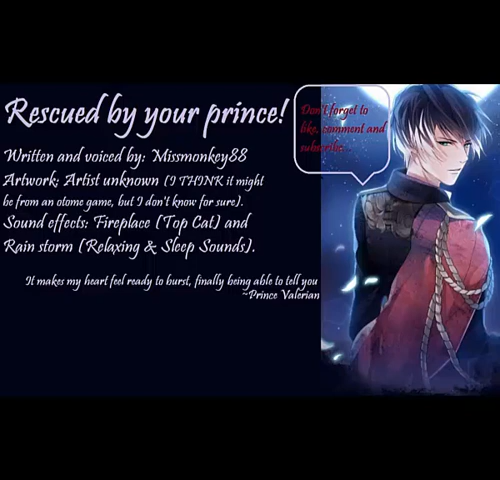 Rescued by your prince!
Don't forget to
like, comment and
subscribe...
Written and voiced by: Missmonkey88
Artwork: Artist unknown (I THINK it might
be from an otome game, but I don't know for sure).
Sound effects: Fireplace (Top Cat) and
Rain storm (Relaxing & Sleep Sounds).
It makes my heart feel ready to burst, finally being able to tell you
~Prince Valerian